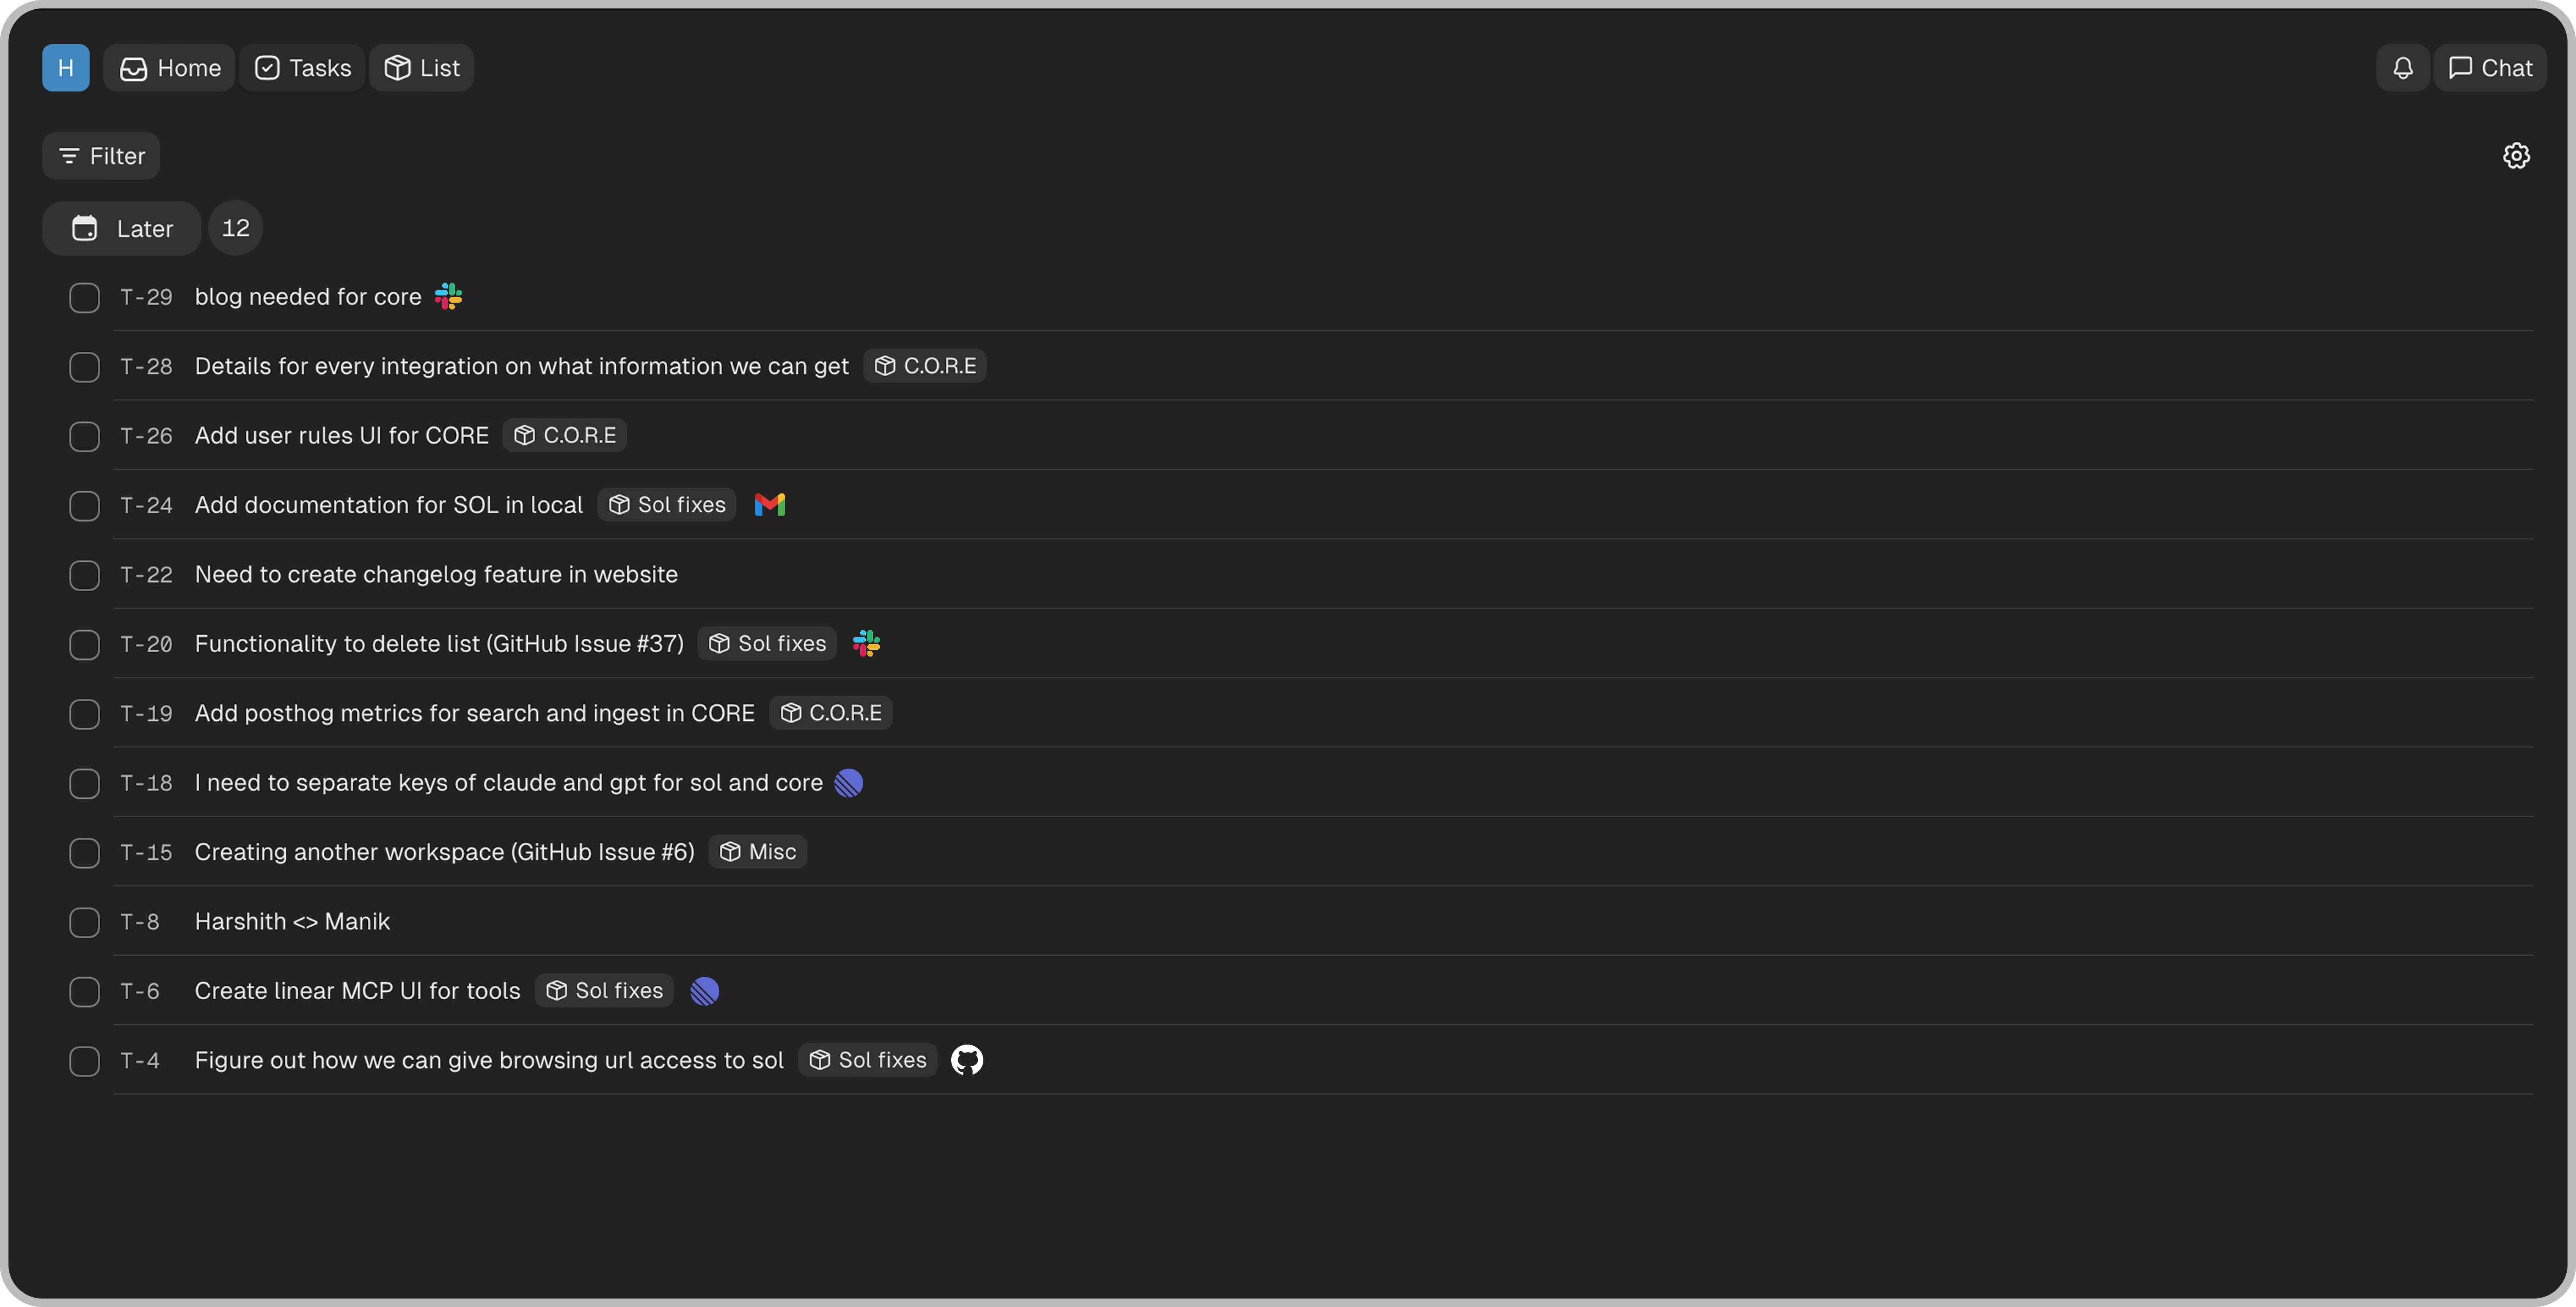 H Home Tasks List Chat
Filter
Later 12
T-29 blog needed for core
T-28 Details for every integration on what information we can get C.O.R.E
T-26 Add user rules UI for CORE C.O.R.E
T-24 Add documentation for SOL in local Sol fixes
T-22 Need to create changelog feature in website
T-20 Functionality to delete list (GitHub Issue #37) Sol fixes
T-19 Add posthog metrics for search and ingest in CORE C.O.R.E
T-18 I need to separate keys of claude and gpt for sol and core
T-15 Creating another workspace (GitHub Issue #6) Misc
T-8 Harshith <> Manik
T-6 Create linear MCP UI for tools Sol fixes
T-4 Figure out how we can give browsing url access to sol Sol fixes